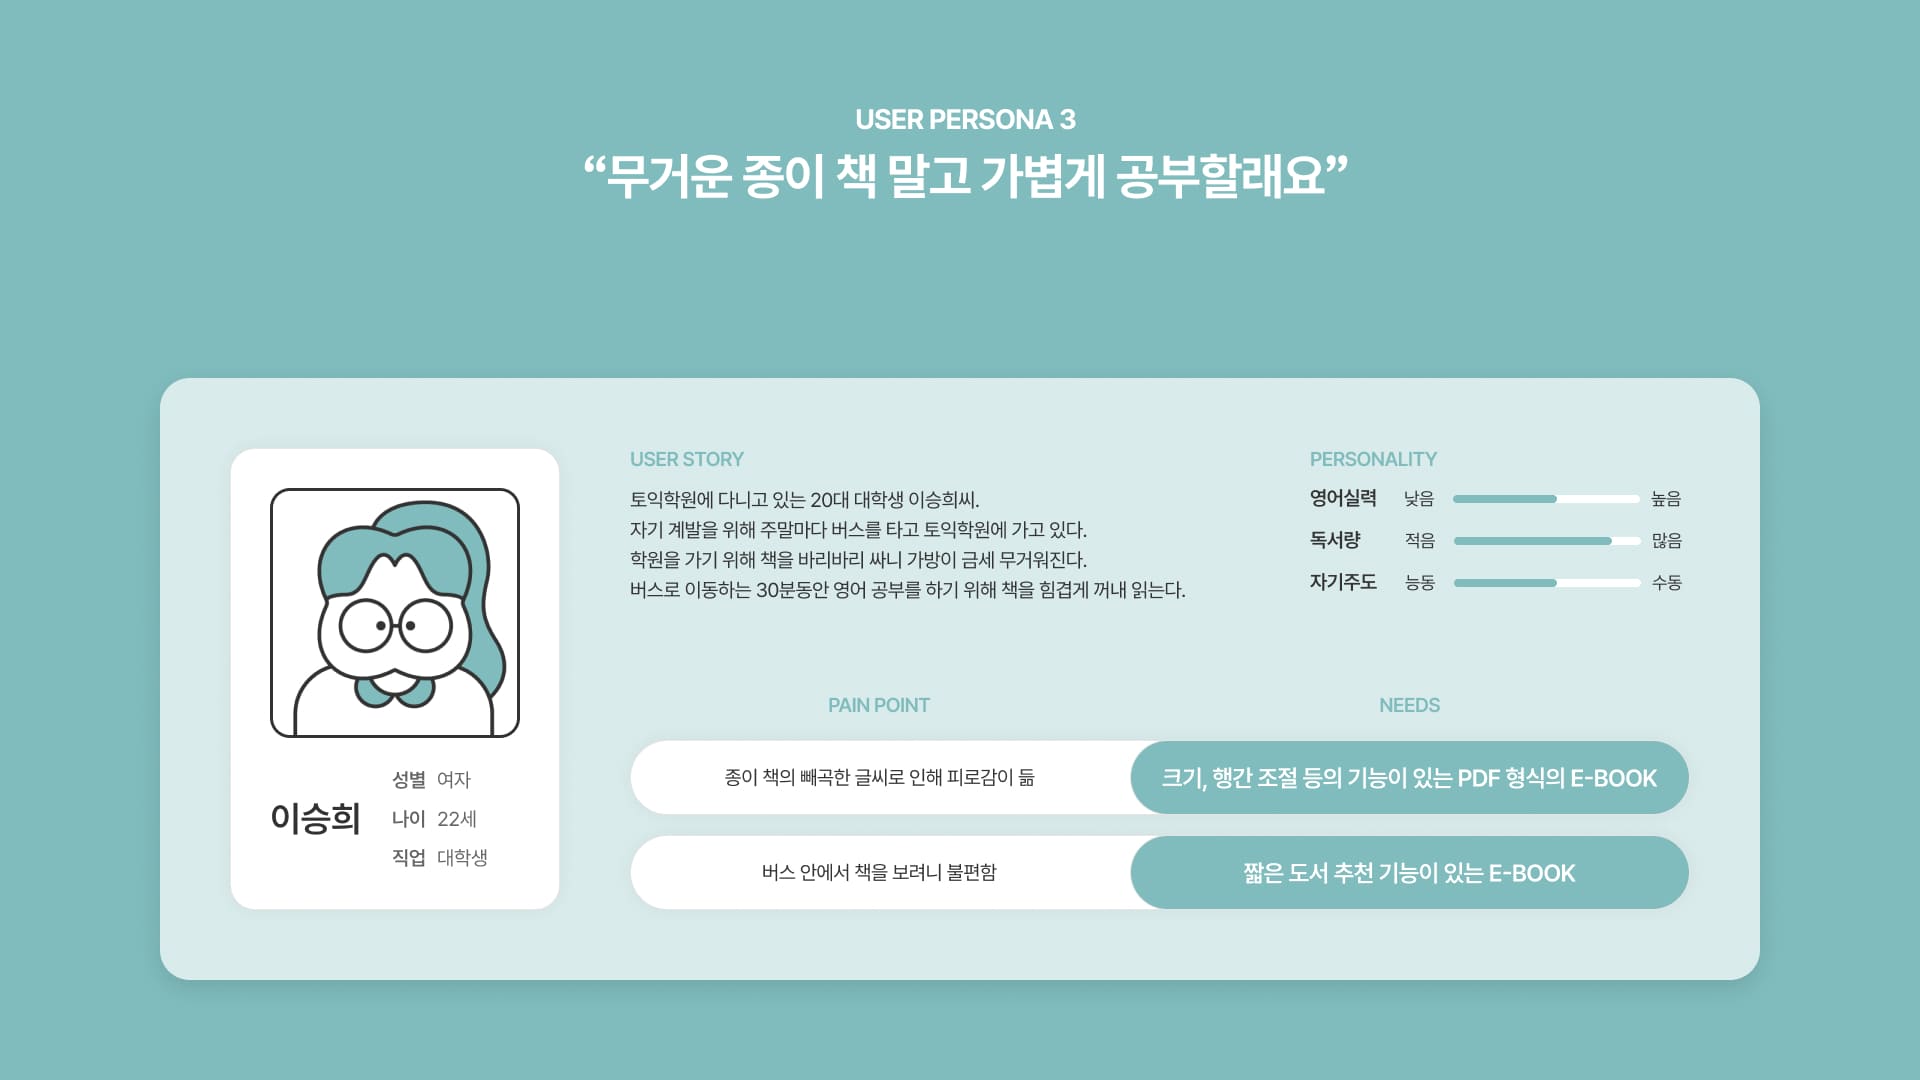 USER PERSONA 3
“무거운 종이 책 말고 가볍게 공부할래요”
이승희
성별 여자
나이 22세
직업 대학생
USER STORY
토익학원에 다니고 있는 20대 대학생 이승희씨.
자기 계발을 위해 주말마다 버스를 타고 토익학원에 가고 있다.
학원을 가기 위해 책을 바리바리 싸니 가방이 금세 무거워진다.
버스로 이동하는 30분동안 영어 공부를 하기 위해 책을 힘겹게 꺼내 읽는다.
PERSONALITY
영어실력 낮음 높음
독서량 적음 많음
자기주도 능동 수동
PAIN POINT
NEEDS
종이 책의 빼곡한 글씨로 인해 피로감이 듦
크기, 행간 조절 등의 기능이 있는 PDF 형식의 E-BOOK
버스 안에서 책을 보려니 불편함
짧은 도서 추천 기능이 있는 E-BOOK